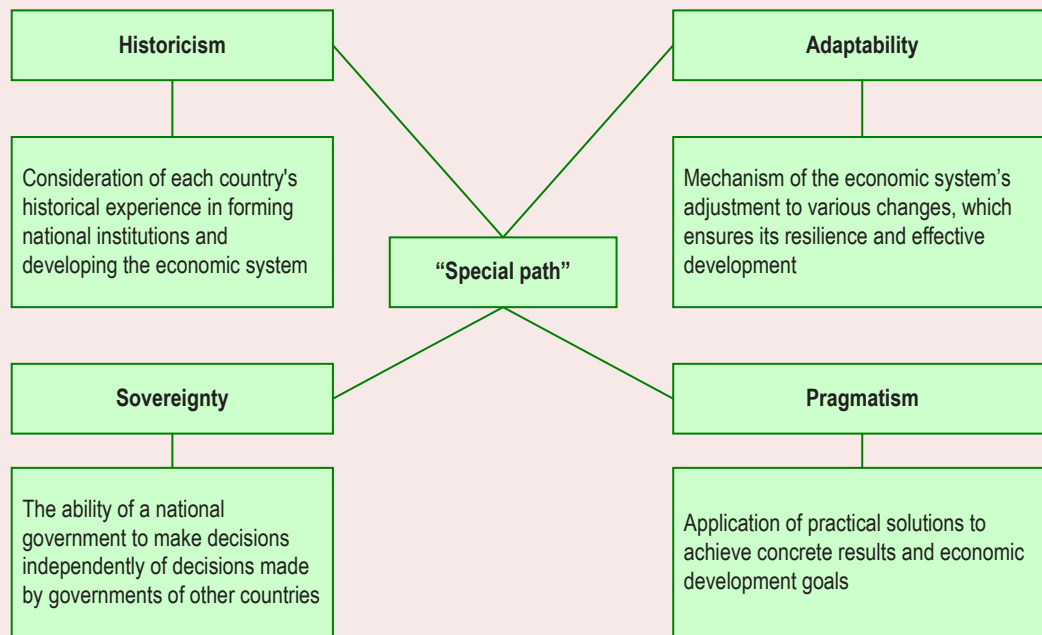 Historicism
Consideration of each country's
historical experience in forming
national institutions and
developing the economic system
Adaptability
Mechanism of the economic system’s
adjustment to various changes, which
ensures its resilience and effective
development
“Special path”
Sovereignty
The ability of a national
government to make decisions
independently of decisions made
by governments of other countries
Pragmatism
Application of practical solutions to
achieve concrete results and economic
development goals